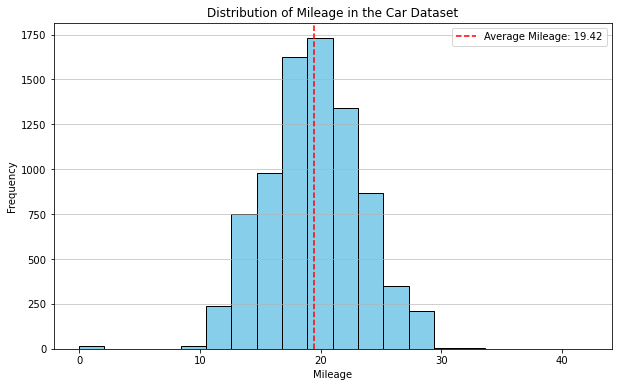 Distribution of Mileage in the Car Dataset
Average Mileage: 19.42
1750
1500
1250
1000
750
500
250
0
Frequency
0 10 20 30 40
Mileage